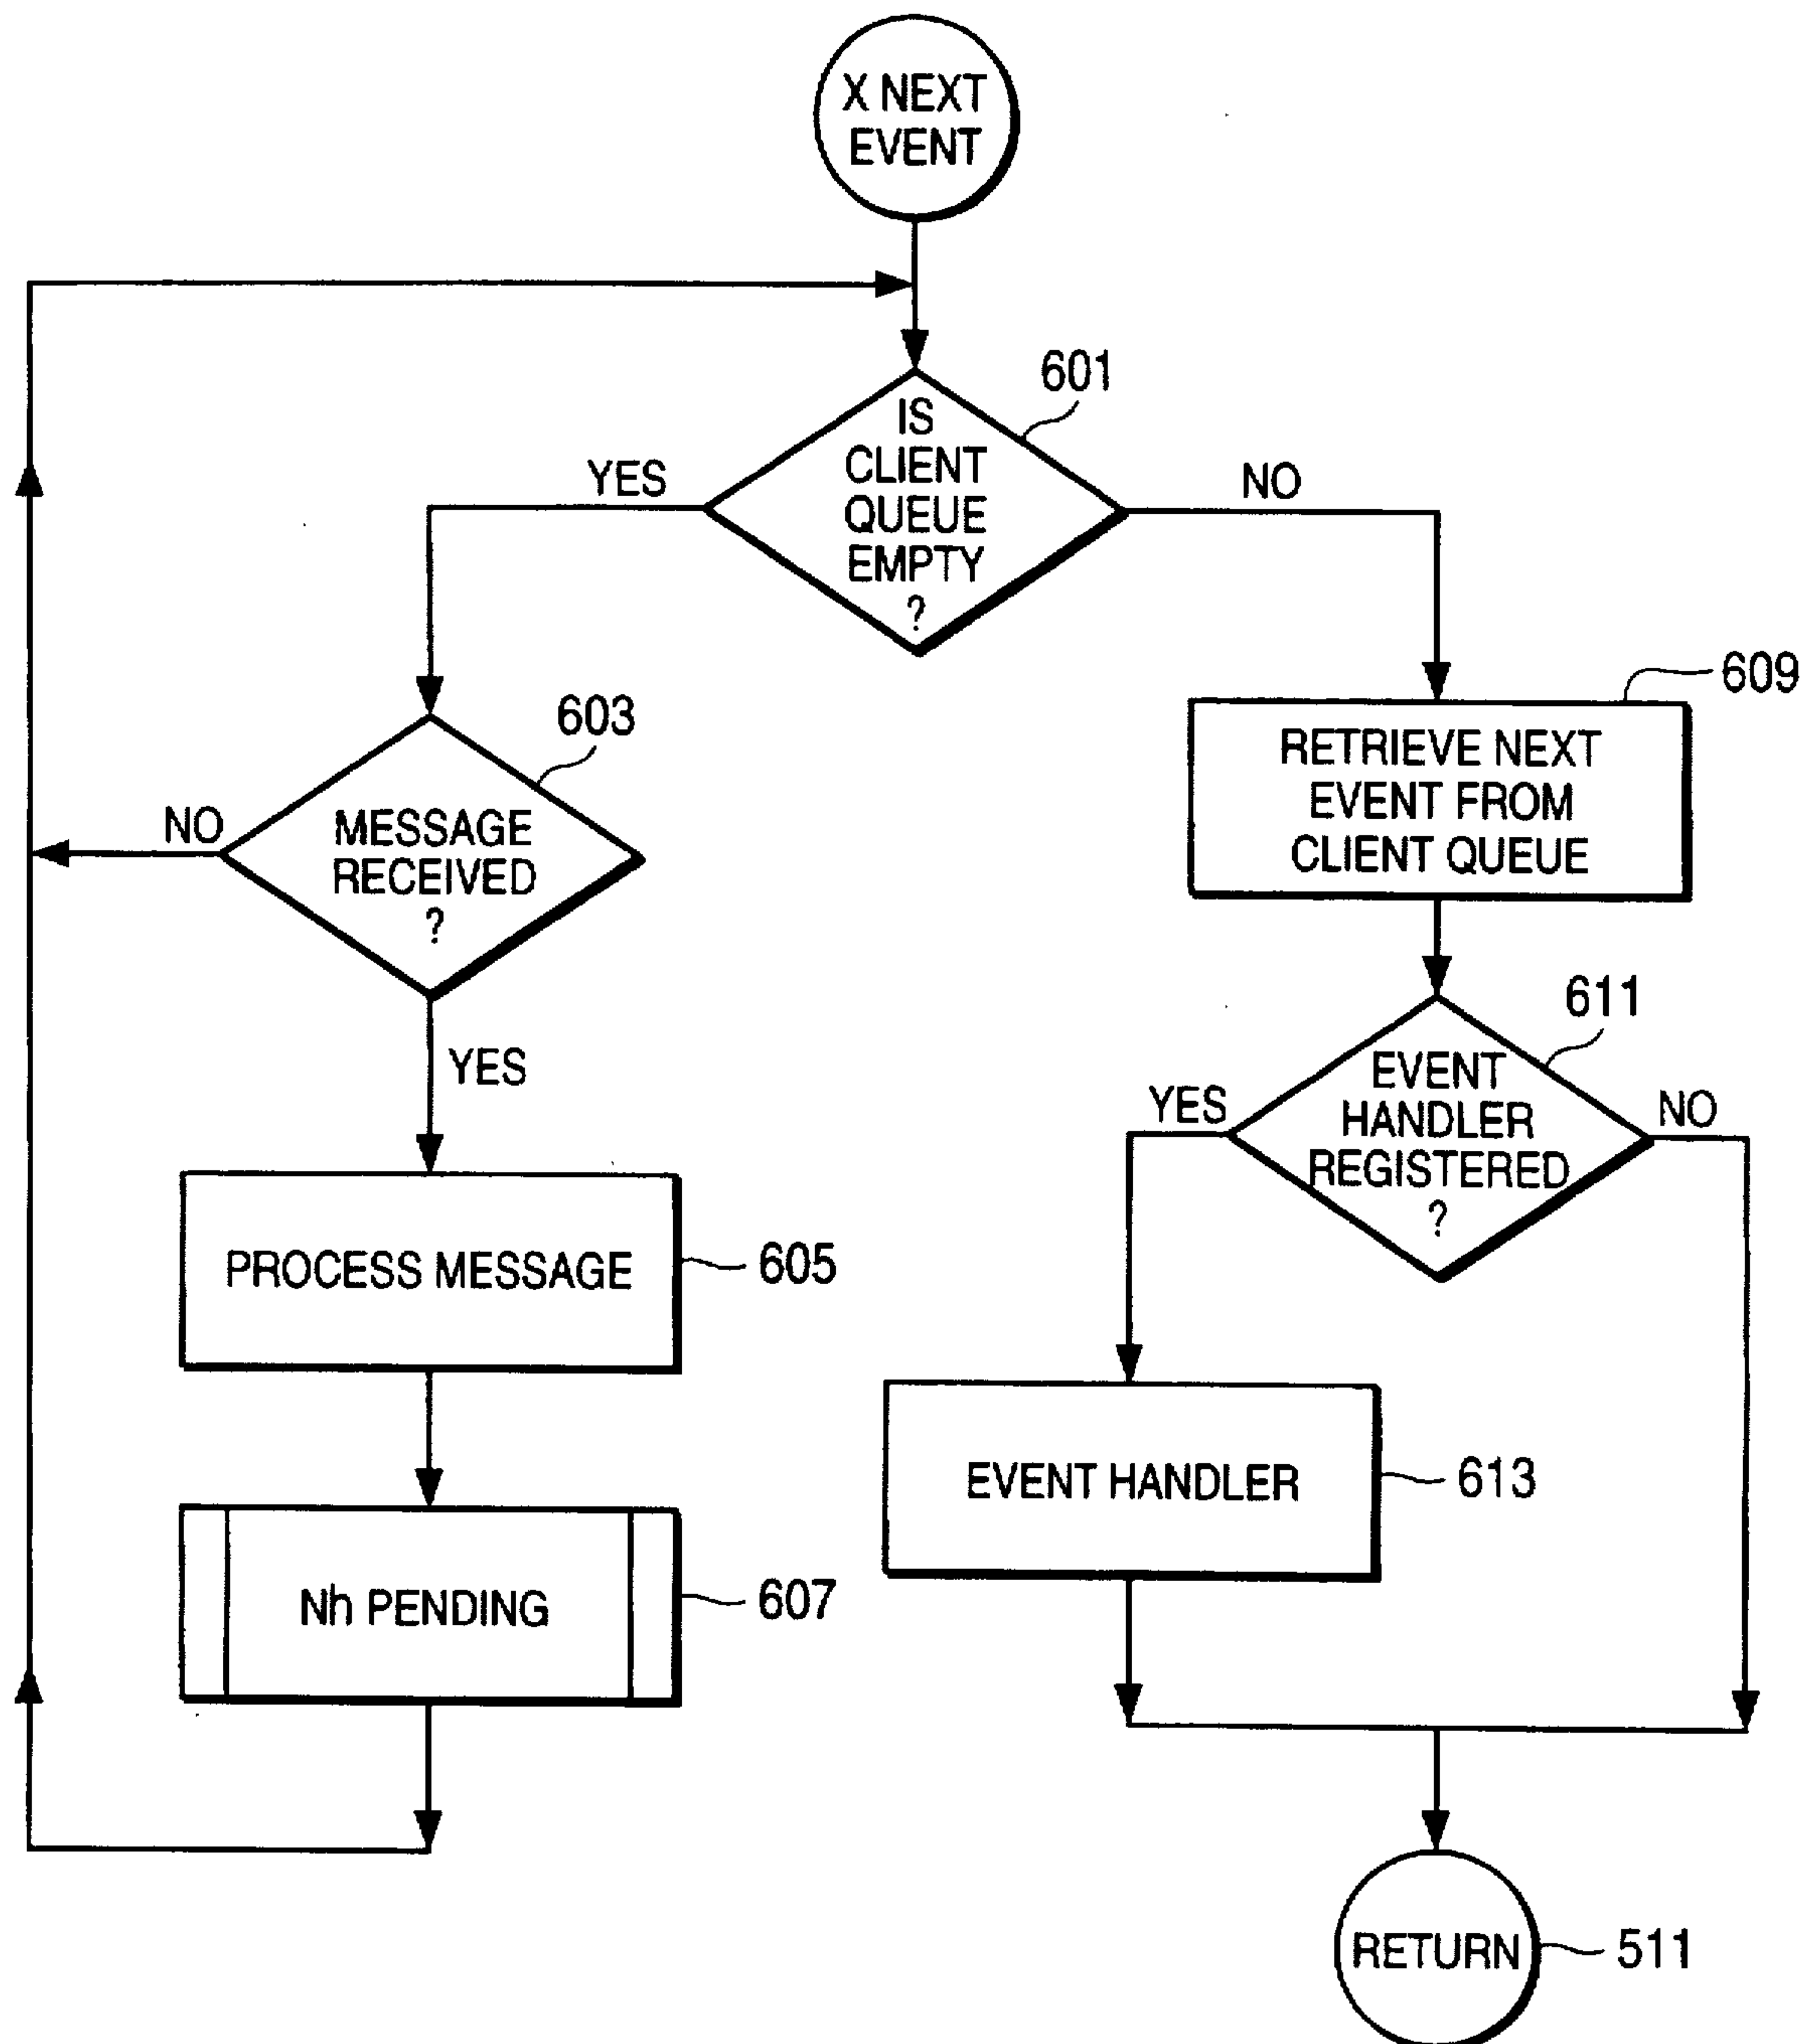 X NEXT
EVENT
601
IS
CLIENT
QUEUE
EMPTY
?
YES
NO
603
MESSAGE
RECEIVED
?
NO
YES
609
RETRIEVE NEXT
EVENT FROM
CLIENT QUEUE
611
EVENT
HANDLER
REGISTERED
?
YES
NO
PROCESS MESSAGE
605
EVENT HANDLER
613
Nh PENDING
607
RETURN
511